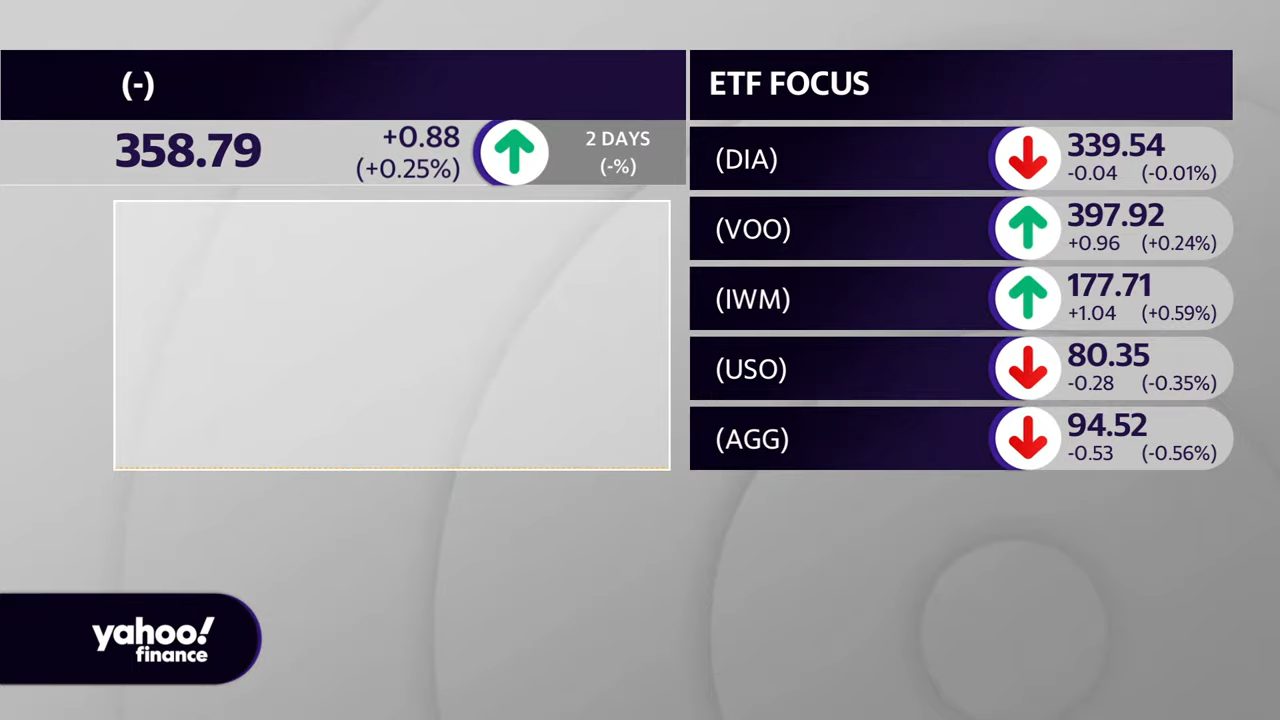 (-)
358.79
+0.88
(+0.25%)
2 DAYS
(-%)
ETF FOCUS
(DIA)
339.54
-0.04 (-0.01%)
(VOO)
397.92
+0.96 (+0.24%)
(IWM)
177.71
+1.04 (+0.59%)
(USO)
80.35
-0.28 (-0.35%)
(AGG)
94.52
-0.53 (-0.56%)
yahoo!
finance